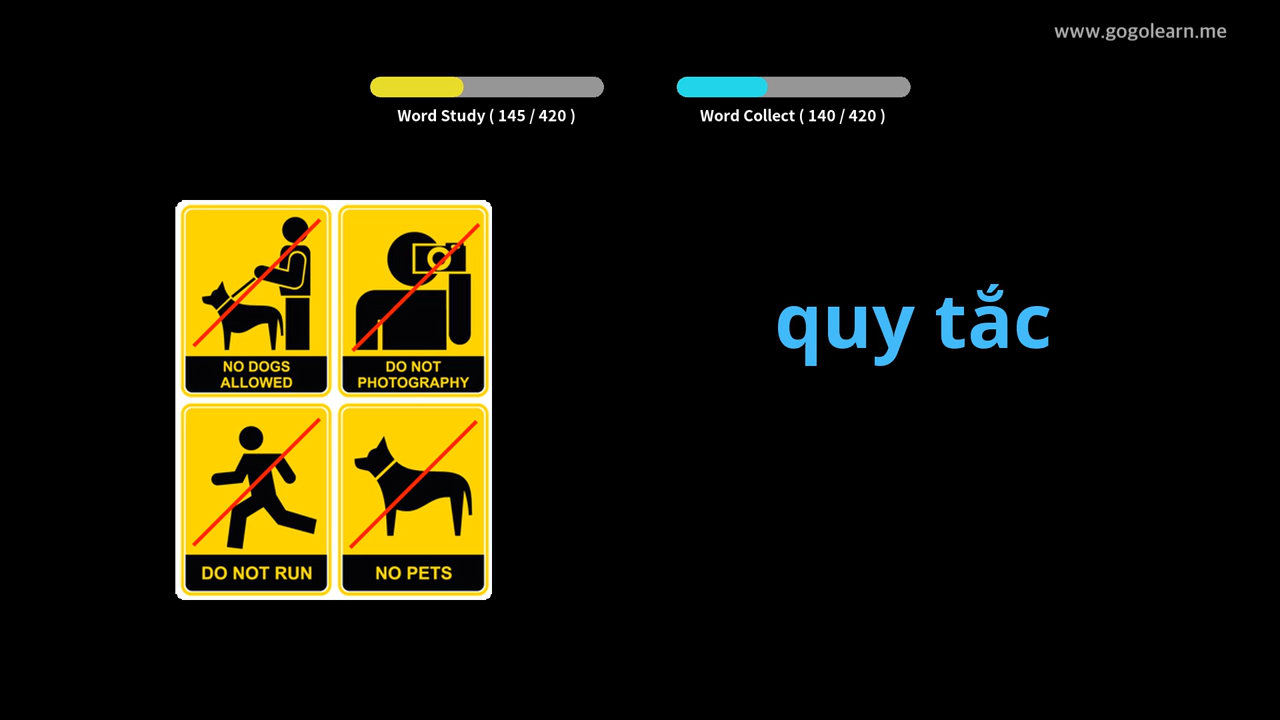 www.gogolearn.me
Word Study ( 145 / 420 )
Word Collect ( 140 / 420 )
NO DOGS
ALLOWED
DO NOT
PHOTOGRAPHY
quy tắc
DO NOT RUN
NO PETS